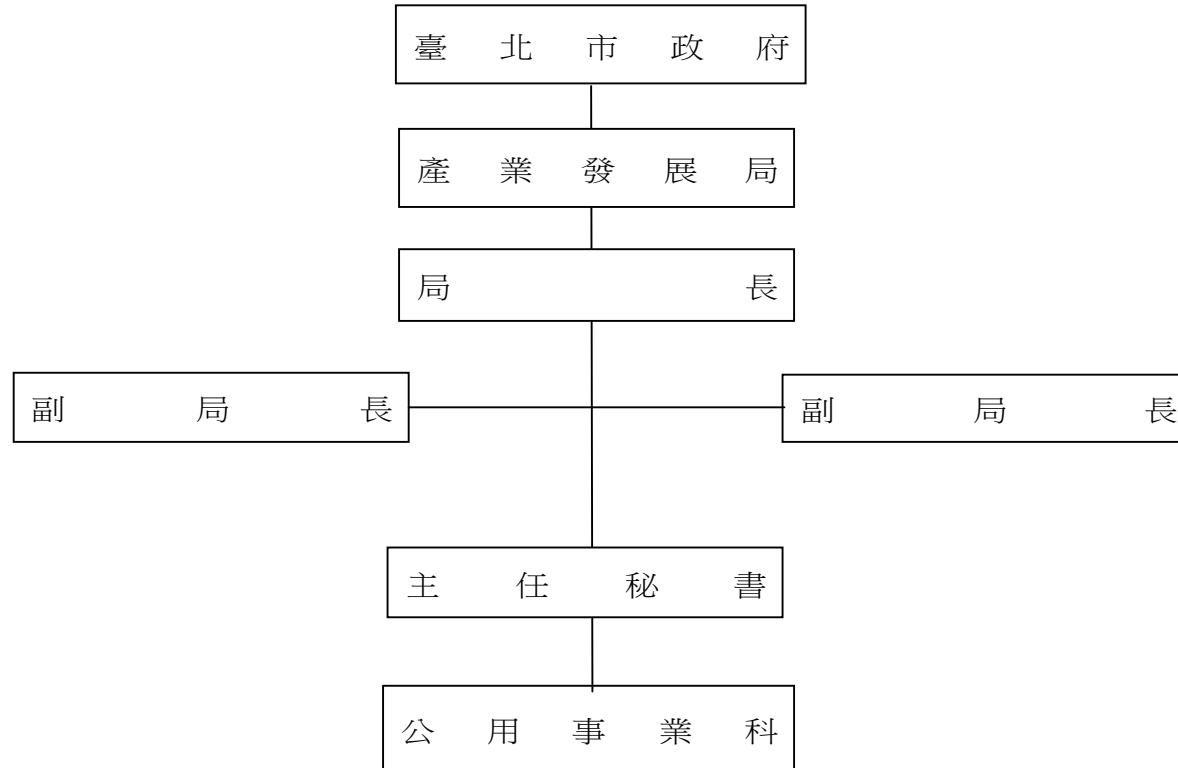 臺北市政府
產業發展局
局長
副局長
副局長
主任秘書
公用事業科